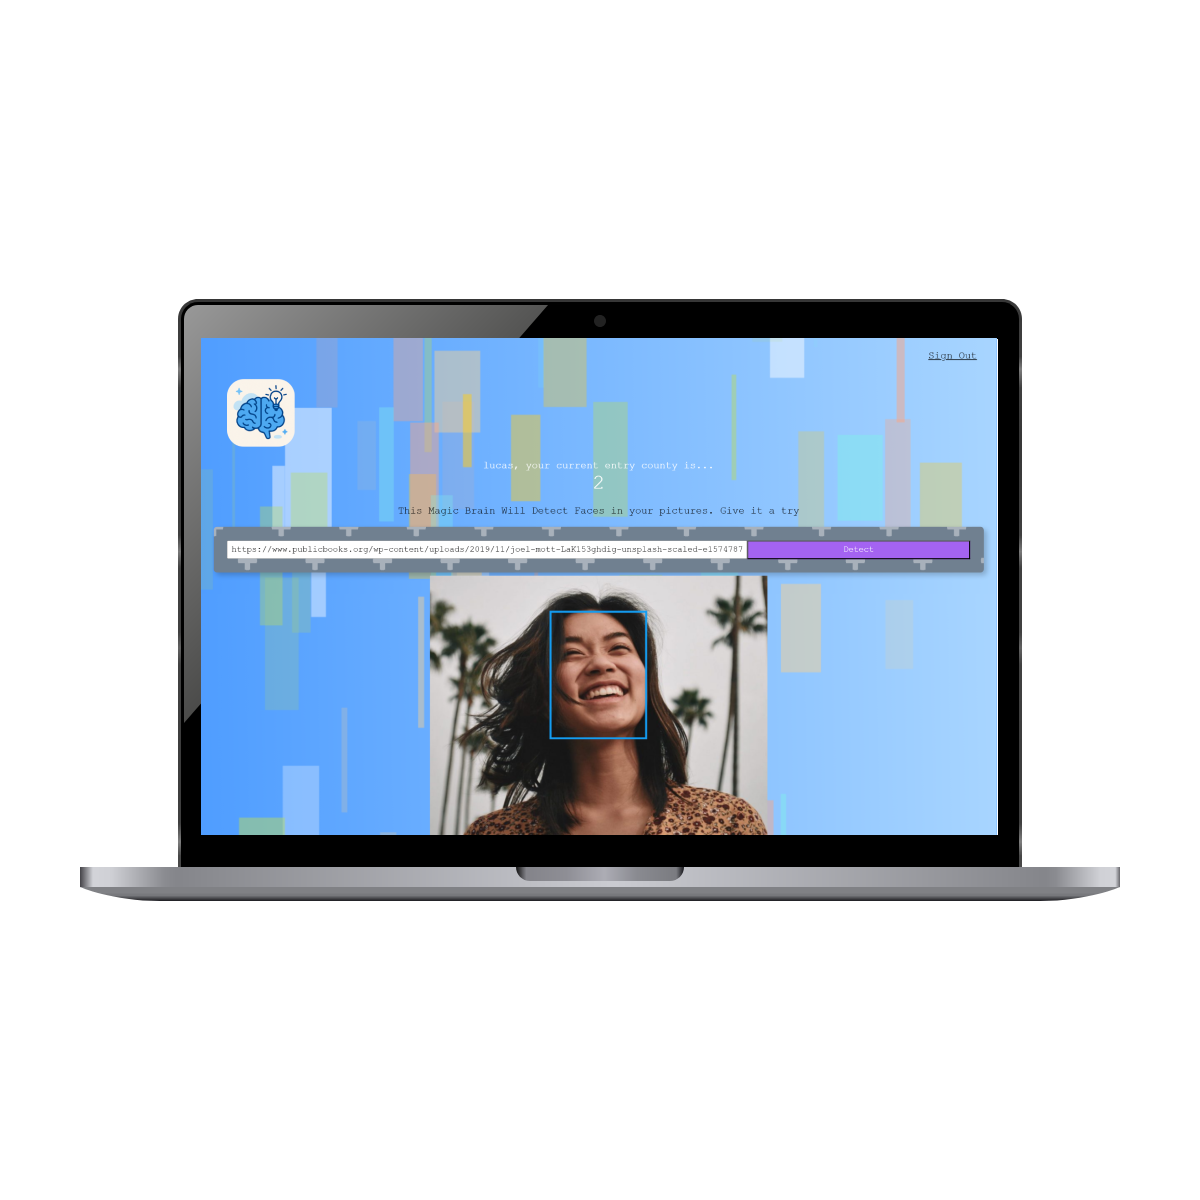 Sign Out
lucas, your current entry county is...
2
This Magic Brain Will Detect Faces in your pictures. Give it a try
https://www.publicbooks.org/wp-content/uploads/2019/11/joel-mott-LaK153ghdig-unsplash-scaled-e1574787
Detect